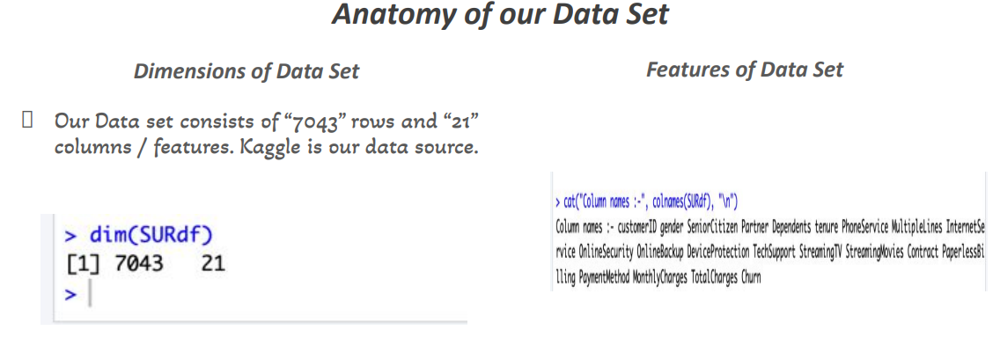 Anatomy of our Data Set
Dimensions of Data Set
Our Data set consists of “7043” rows and “21”
columns / features. Kaggle is our data source.
> dim(SURdf)
[1] 7043 21
>
Features of Data Set
> cat("Column names :-", colnames(SURdf), "\n")
Column names :- customerID gender SeniorCitizen Partner Dependents tenure PhoneService MultipleLines InternetSe
rvice OnlineSecurity OnlineBackup DeviceProtection TechSupport StreamingTV StreamingMovies Contract PaperlessBi
lling PaymentMethod MonthlyCharges TotalCharges Churn